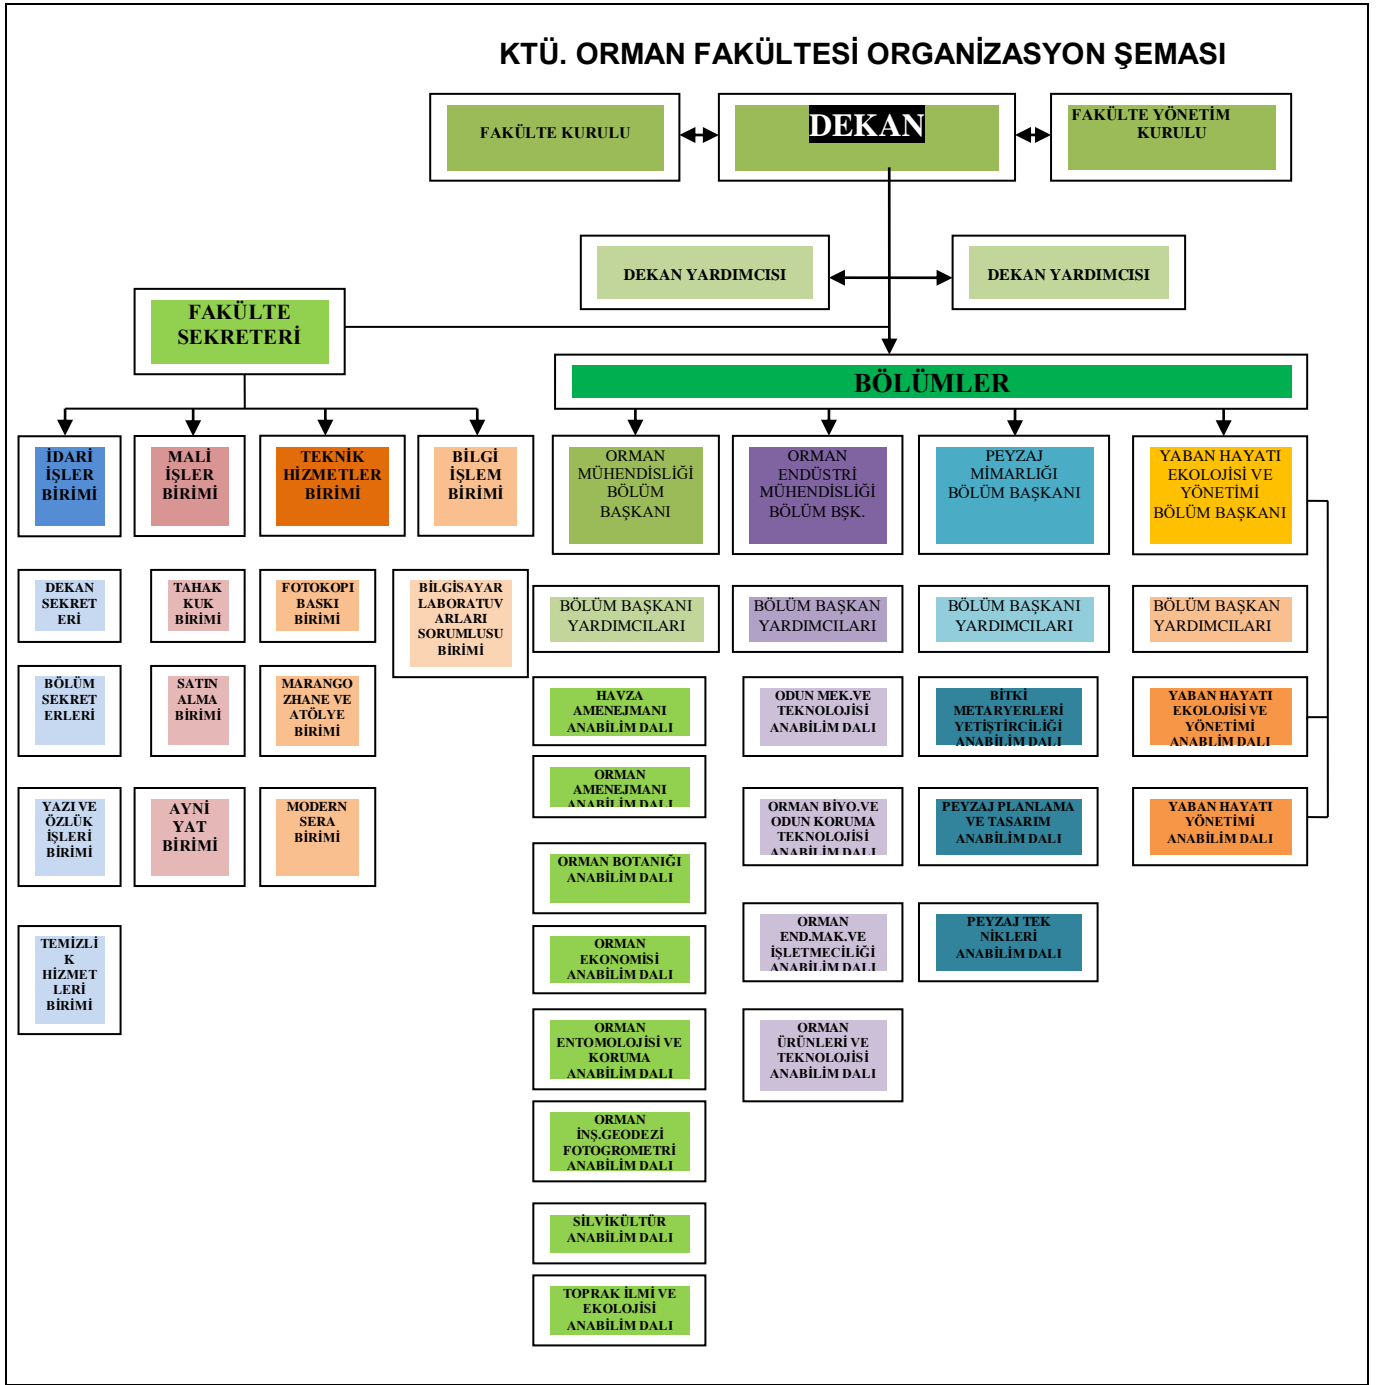 KTÜ. ORMAN FAKÜLTESİ ORGANİZASYON ŞEMASI
FAKÜLTE KURULU
DEKAN
FAKÜLTE YÖNETİM
KURULU
DEKAN YARDIMCISI
DEKAN YARDIMCISI
FAKÜLTE
SEKRETERİ
BÖLÜMLER
İDARİ
İŞLER
BİRİMİ
MALİ
İŞLER
BİRİMİ
TEKNİK
HİZMETLER
BİRİMİ
BİLGİ
İŞLEM
BİRİMİ
ORMAN
MÜHENDİSLİĞİ
BÖLÜM
BAŞKANI
ORMAN
ENDÜSTRİ
MÜHENDİSLİĞİ
BÖLÜM BŞK.
PEYZAJ
MİMARLIĞI
BÖLÜM BAŞKANI
YABAN HAYATI
EKOLOJİSİ VE
YÖNETİMİ
BÖLÜM BAŞKANI
DEKAN
SEKRET
ERİ
TAHAK
KUK
BİRİMİ
FOTOKOPI
BASKI
BİRİMİ
BİLGİSAYAR
LABORATUV
ARLARI
SORUMLUSU
BİRİMİ
BÖLÜM BAŞKANI
YARDIMCILARI
BÖLÜM BAŞKAN
YARDIMCILARI
BÖLÜM BAŞKANI
YARDIMCILARI
BÖLÜM BAŞKAN
YARDIMCILARI
BÖLÜM
SEKRET
ERLERİ
SATIN
ALMA
BİRİMİ
MARANGO
ZHANE VE
ATÖLYE
BİRİMİ
HAVZA
AMENEJMANI
ANABİLİM DALI
ODUN MEK.VE
TEKNOLOJİSİ
ANABİLİM DALI
BİTKİ
METARYERLERİ
YETİŞTİRCİLİĞİ
ANABİLİM DALI
YABAN HAYATI
EKOLOJİSİ VE
YÖNETİMİ
ANABLİM DALI
ORMAN
AMENEJMANI
ANABİLİM DALI
YAZI VE
ÖZLÜK
İŞLERİ
BİRİMİ
AYNİ
YAT
BİRİMİ
MODERN
SERA
BİRİMİ
ORMAN BİYO.VE
ODUN KORUMA
TEKNOLOJİSİ
ANABİLİM DALI
PEYZAJ PLANLAMA
VE TASARIM
ANABİLİM DALI
YABAN HAYATI
YÖNETİMİ
ANABİLİM DALI
ORMAN BOTANIĞI
ANABİLİM DALI
TEMİZLİ
K
HİZMET
LERİ
BİRİMİ
ORMAN
EKONOMİSİ
ANABİLİM DALI
ORMAN
END.MAK.VE
İŞLETMECİLİĞİ
ANABİLİM DALI
PEYZAJ TEK
NIKLERİ
ANABİLİM DALI
ORMAN
ENTOMOLOJİSİ VE
KORUMA
ANABİLİM DALI
ORMAN
ÜRÜNLERİ VE
TEKNOLOJİSİ
ANABİLİM DALI
ORMAN
İNŞ.GEODEZİ
FOTOGROMETRİ
ANABİLİM DALI
SİLVİKÜLTÜR
ANABİLİM DALI
TOPRAK İLMİ VE
EKOLOJİSİ
ANABİLİM DALI